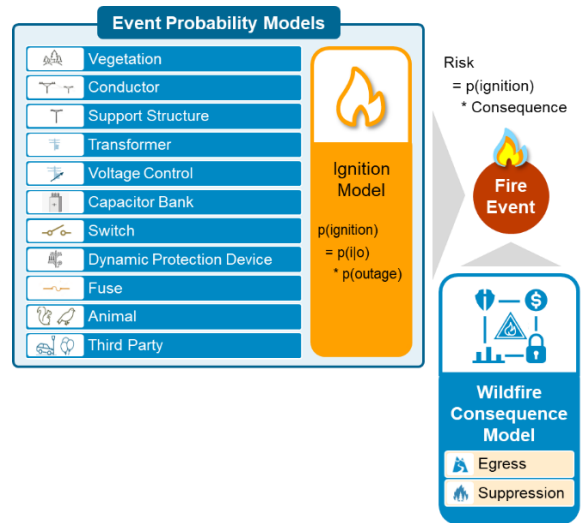 Event Probability Models
Vegetation
Conductor
Support Structure
Transformer
Voltage Control
Capacitor Bank
Switch
Dynamic Protection Device
Fuse
Animal
Third Party
Ignition
Model
p(ignition)
= p(i|o)
* p(outage)
Risk
= p(ignition)
* Consequence
Fire
Event
$
Wildfire
Consequence
Model
Egress
Suppression